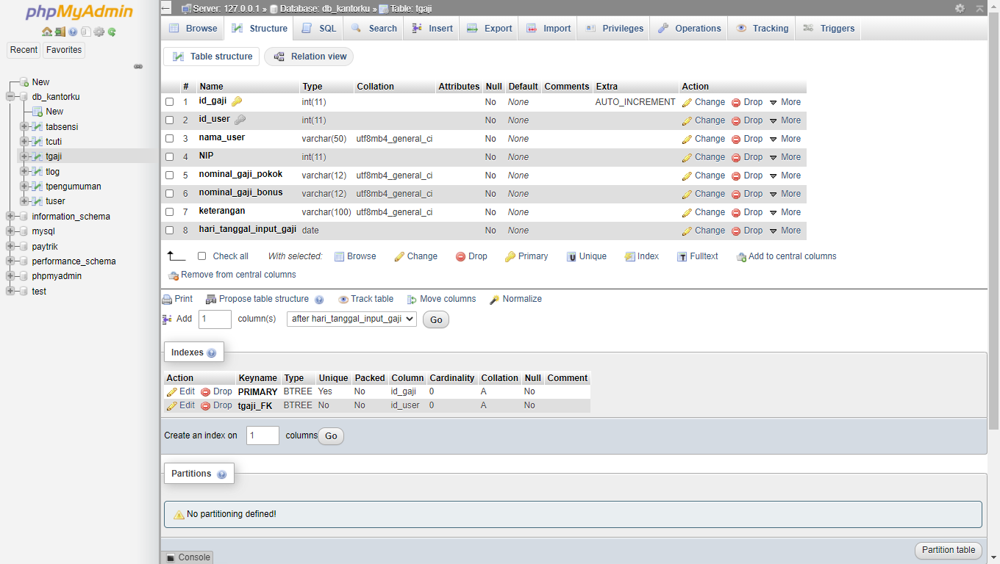 phpMyAdmin
Recent Favorites
New
db_kantorku
New
tabsensi
tcuti
tgaji
tlog
tpengumuman
tuser
information_schema
mysql
paytrik
performance_schema
phpmyadmin
test
Server: 127.0.0.1 » Database: db_kantorku » Table: tgaji
Browse Structure SQL Search Insert Export Import Privileges Operations Tracking Triggers
Table structure Relation view
# Name Type Collation Attributes Null Default Comments Extra Action
1 id_gaji int(11) No None AUTO_INCREMENT Change Drop More
2 id_user int(11) No None Change Drop More
3 nama_user varchar(50) utf8mb4_general_ci No None Change Drop More
4 NIP int(11) No None Change Drop More
5 nominal_gaji_pokok varchar(12) utf8mb4_general_ci No None Change Drop More
6 nominal_gaji_bonus varchar(12) utf8mb4_general_ci No None Change Drop More
7 keterangan varchar(100) utf8mb4_general_ci No None Change Drop More
8 hari_tanggal_input_gaji date No None Change Drop More
Check all With selected: Browse Change Drop Primary Unique Index Fulltext Add to central columns
Remove from central columns
Print Propose table structure Track table Move columns Normalize
Add 1 column(s) after hari_tanggal_input_gaji Go
Indexes
Action Keyname Type Unique Packed Column Cardinality Collation Null Comment
Edit Drop PRIMARY BTREE Yes No id_gaji 0 A No
Edit Drop tgaji_FK BTREE No No id_user 0 A No
Create an index on 1 columns Go
Partitions
No partitioning defined!
Partition table
Console